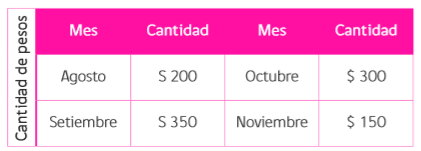 Cantidad de pesos
Mes Cantidad Mes Cantidad
Agosto S 200 Octubre $ 300
Setiembre S 350 Noviembre $ 150